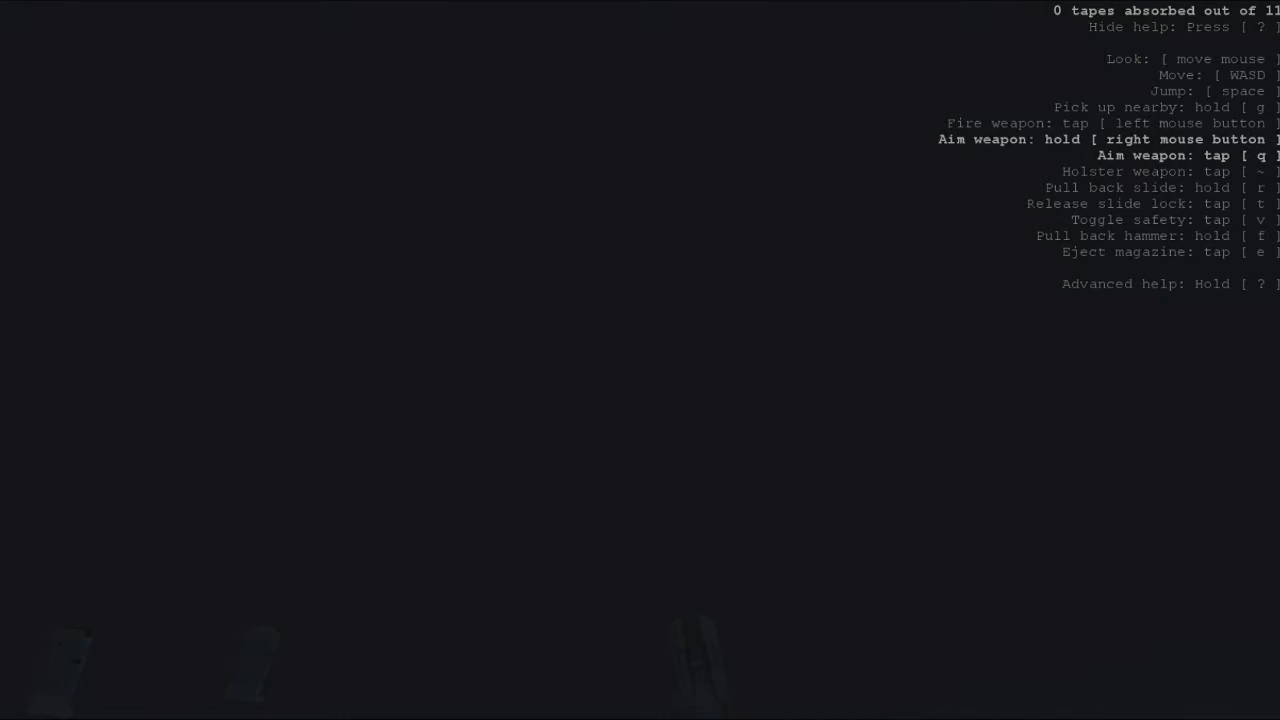 0 tapes absorbed out of 11
Hide help: Press [ ? ]
Look: [ move mouse ]
Move: [ WASD ]
Jump: [ space ]
Pick up nearby: hold [ g ]
Fire weapon: tap [ left mouse button ]
Aim weapon: hold [ right mouse button ]
Aim weapon: tap [ q ]
Holster weapon: tap [ ~ ]
Pull back slide: hold [ r ]
Release slide lock: tap [ t ]
Toggle safety: tap [ v ]
Pull back hammer: hold [ f ]
Eject magazine: tap [ e ]
Advanced help: Hold [ ? ]